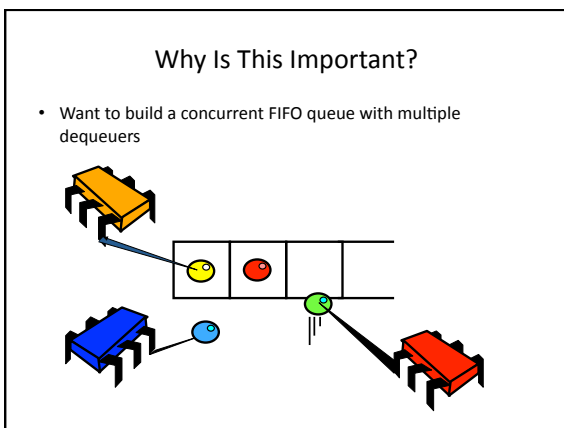 Why Is This Important?
• Want to build a concurrent FIFO queue with multiple
dequeuers